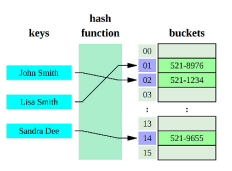 hash
keys function buckets
00
John Smith 01 521-8976
02 521-1234
Lisa Smith 03
: :
Sandra Dee 13
14 521-9655
15